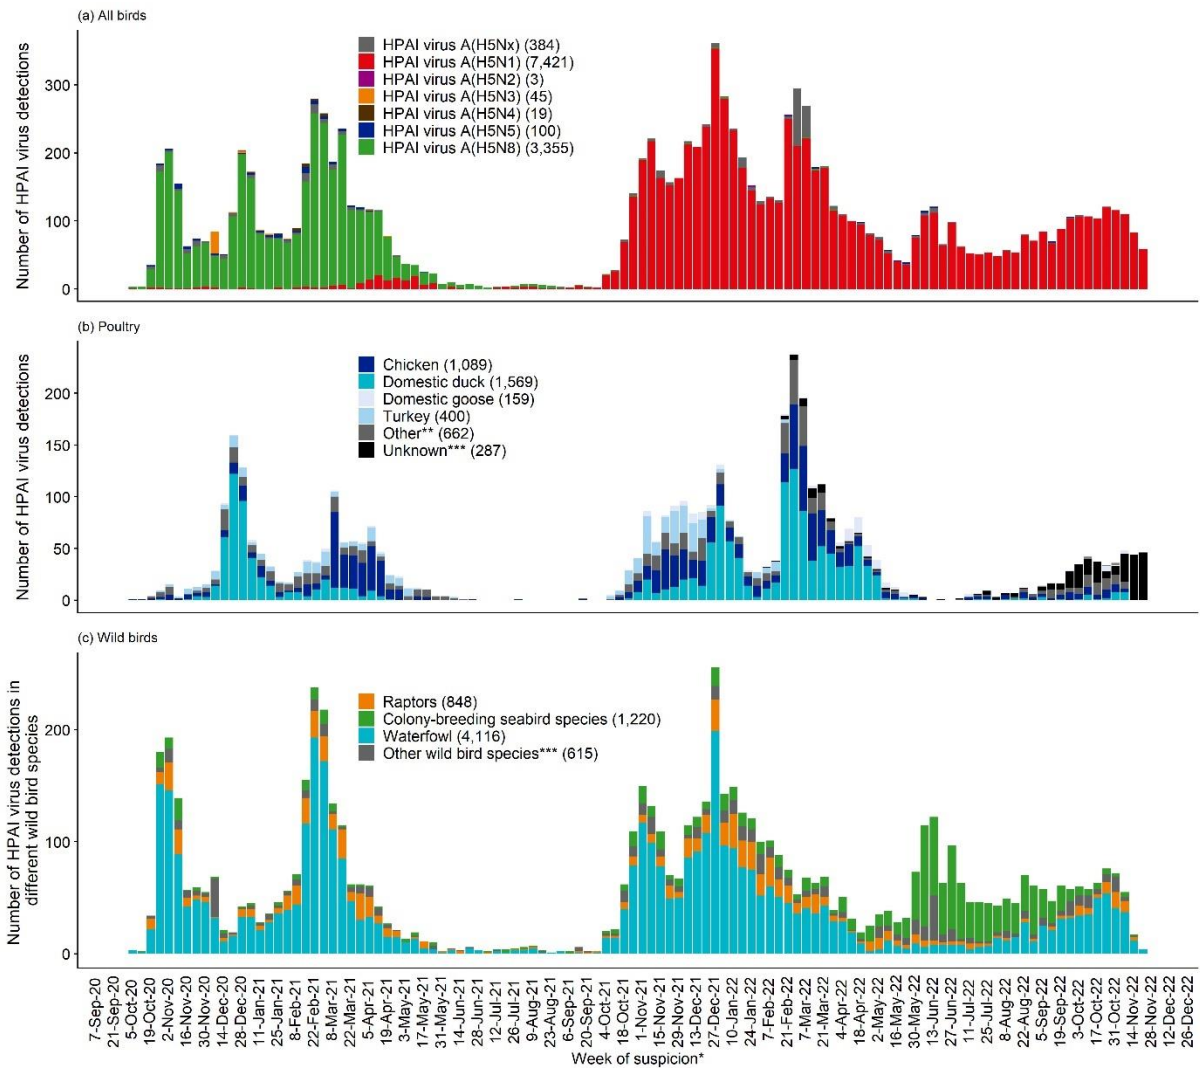 (a) All birds
Number of HPAI virus detections
300
200
100
0
HPAI virus A(H5Nx) (384)
HPAI virus A(H5N1) (7,421)
HPAI virus A(H5N2) (3)
HPAI virus A(H5N3) (45)
HPAI virus A(H5N4) (19)
HPAI virus A(H5N5) (100)
HPAI virus A(H5N8) (3,355)
(b) Poultry
Number of HPAI virus detections
200
150
100
50
0
Chicken (1,089)
Domestic duck (1,569)
Domestic goose (159)
Turkey (400)
Other** (662)
Unknown*** (287)
(c) Wild birds
Number of HPAI virus detections in
different wild bird species
200
100
0
Raptors (848)
Colony-breeding seabird species (1,220)
Waterfowl (4,116)
Other wild bird species*** (615)
7-Sep-20
21-Sep-20
5-Oct-20
19-Oct-20
2-Nov-20
16-Nov-20
30-Nov-20
14-Dec-20
28-Dec-20
11-Jan-21
25-Jan-21
8-Feb-21
22-Feb-21
8-Mar-21
22-Mar-21
5-Apr-21
19-Apr-21
3-May-21
17-May-21
31-May-21
14-Jun-21
28-Jun-21
12-Jul-21
26-Jul-21
9-Aug-21
23-Aug-21
6-Sep-21
20-Sep-21
4-Oct-21
18-Oct-21
1-Nov-21
15-Nov-21
29-Nov-21
13-Dec-21
27-Dec-21
10-Jan-22
24-Jan-22
7-Feb-22
21-Feb-22
7-Mar-22
21-Mar-22
4-Apr-22
18-Apr-22
2-May-22
16-May-22
30-May-22
13-Jun-22
27-Jun-22
11-Jul-22
25-Jul-22
8-Aug-22
22-Aug-22
5-Sep-22
19-Sep-22
3-Oct-22
17-Oct-22
31-Oct-22
14-Nov-22
28-Nov-22
12-Dec-22
26-Dec-22
Week of suspicion*